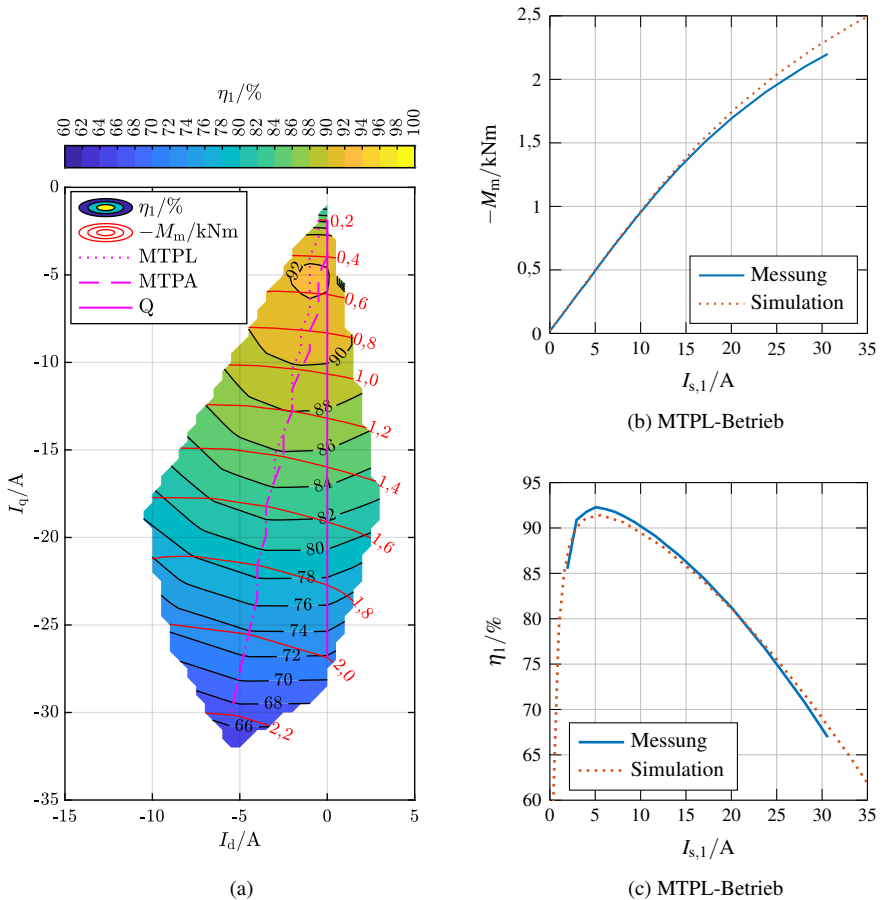 η₁/%
60 62 64 66 68 70 72 74 76 78 80 82 84 86 88 90 92 94 96 98 100
η₁/%
−Mₘ/kNm
MTPL
MTPA
Q
0
-5
-10
-15
-20
-25
-30
-35
I_q/A
-15 -10 -5 0 5
I_d/A
92
90
88
86
84
82
80
78
76
74
72
70
68
66
0,2
0,4
0,6
0,8
1,0
1,2
1,4
1,6
1,8
2,0
2,2
(a)
2.5
2
1.5
1
0.5
0
−Mₘ/kNm
Messung
Simulation
0 5 10 15 20 25 30 35
I_s,1/A
(b) MTPL-Betrieb
95
90
85
80
75
70
65
60
η₁/%
Messung
Simulation
0 5 10 15 20 25 30 35
I_s,1/A
(c) MTPL-Betrieb